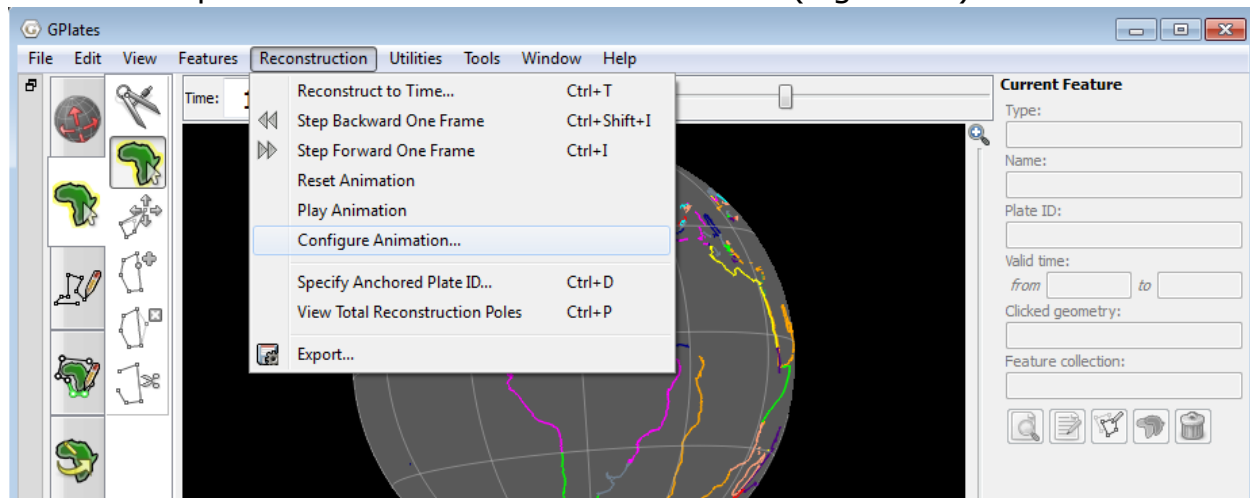 GPlates
File Edit View Features Reconstruction Utilities Tools Window Help
Time:
Reconstruct to Time... Ctrl+T
Step Backward One Frame Ctrl+Shift+I
Step Forward One Frame Ctrl+I
Reset Animation
Play Animation
Configure Animation...
Specify Anchored Plate ID... Ctrl+D
View Total Reconstruction Poles Ctrl+P
Export...
Current Feature
Type:
Name:
Plate ID:
Valid time:
from to
Clicked geometry:
Feature collection: